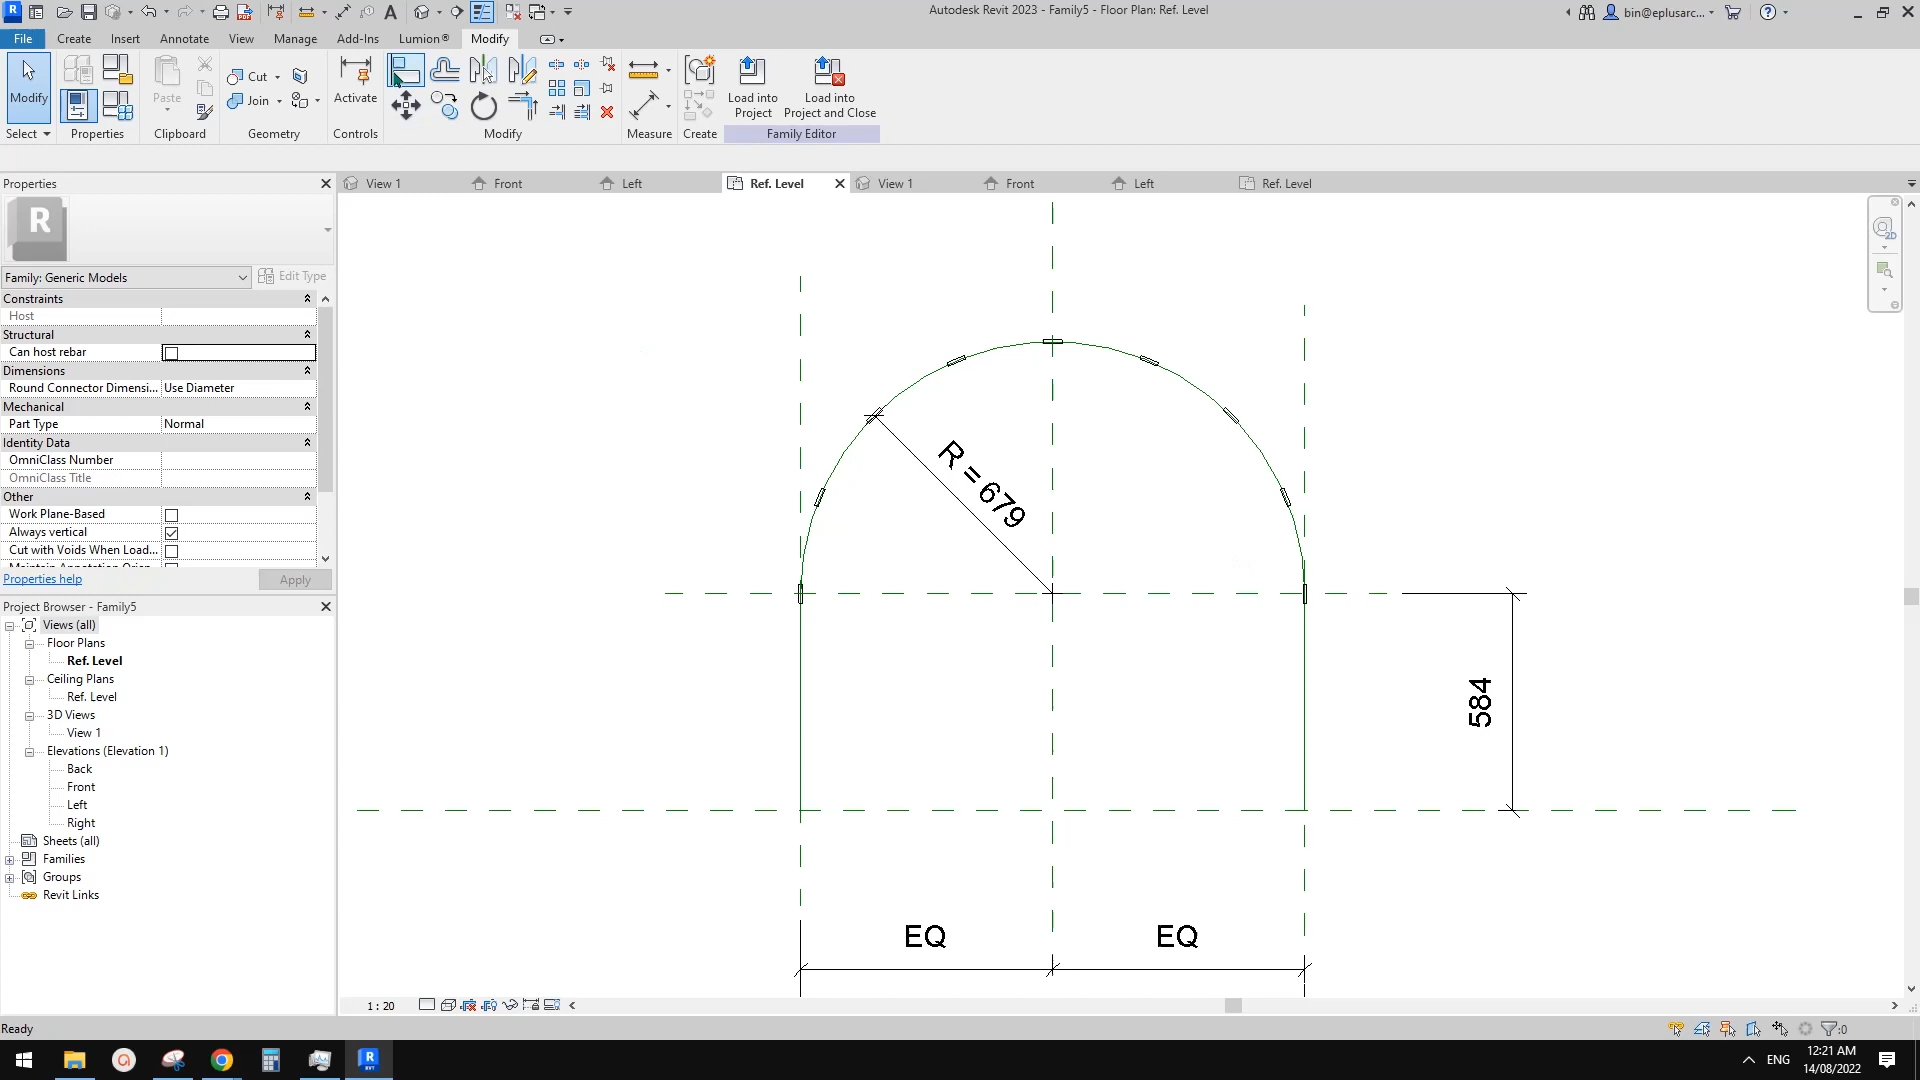 Autodesk Revit 2023 - Family5 - Floor Plan: Ref. Level
bin@eplusarc...
File Create Insert Annotate View Manage Add-Ins Lumion® Modify
Modify
Paste
Cut
Join
Activate
Load into
Project
Load into
Project and Close
Select Properties Clipboard Geometry Controls Modify Measure Create Family Editor
Properties
View 1 Front Left Ref. Level View 1 Front Left Ref. Level
R
Family: Generic Models
Edit Type
Constraints
Host
Structural
Can host rebar
Dimensions
Round Connector Dimensi... Use Diameter
Mechanical
Part Type Normal
Identity Data
OmniClass Number
OmniClass Title
Other
Work Plane-Based
Always vertical
Cut with Voids When Load...
Properties help Apply
Project Browser - Family5
Views (all)
Floor Plans
Ref. Level
Ceiling Plans
Ref. Level
3D Views
View 1
Elevations (Elevation 1)
Back
Front
Left
Right
Sheets (all)
Families
Groups
Revit Links
R = 679
584
EQ EQ
1 : 20
Ready
:0
ENG
12:21 AM
14/08/2022